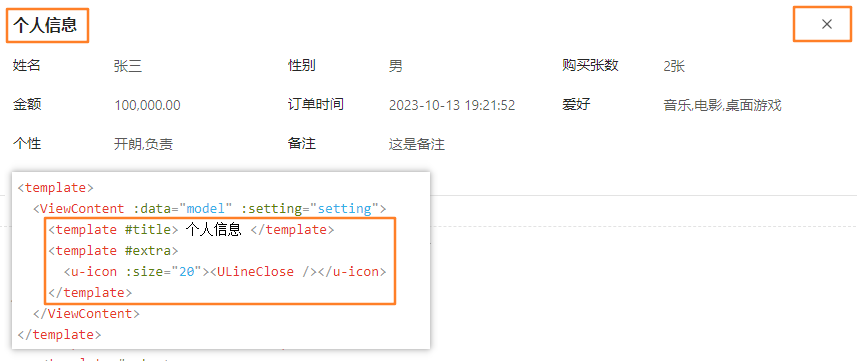 个人信息
姓名 张三 性别 男 购买张数 2张
金额 100,000.00 订单时间 2023-10-13 19:21:52 爱好 音乐,电影,桌面游戏
个性 开朗,负责 备注 这是备注
<template>
<ViewContent :data="model" :setting="setting">
<template #title> 个人信息 </template>
<template #extra>
<u-icon :size="20"><ULineClose /></u-icon>
</template>
</ViewContent>
</template>